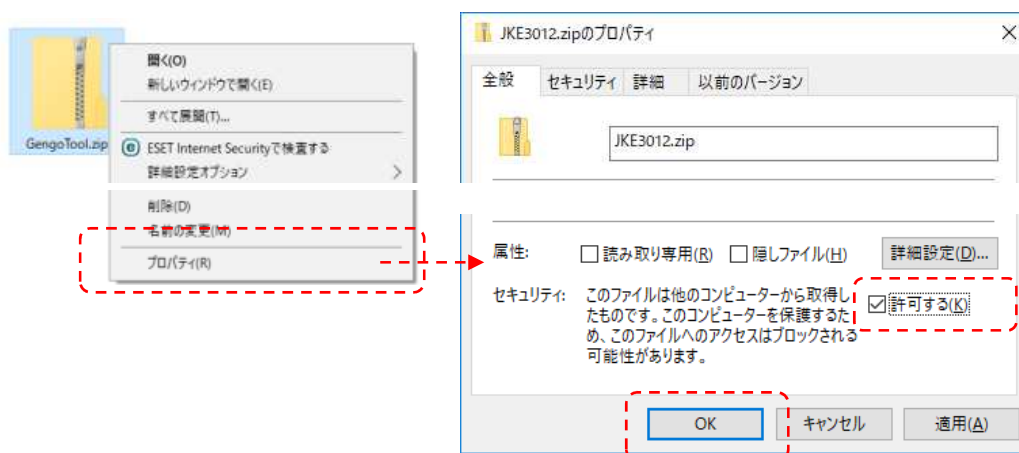 GengoTool.zip
開く(O)
新しいウィンドウで開く(E)
すべて展開(T)...
ESET Internet Securityで検査する
詳細設定オプション
削除(D)
名前の変更(M)
プロパティ(R)
JKE3012.zipのプロパティ
全般 セキュリティ 詳細 以前のバージョン
JKE3012.zip
属性: 読み取り専用(R) 隠しファイル(H) 詳細設定(D)...
セキュリティ: このファイルは他のコンピューターから取得し
たものです。このコンピューターを保護するた
め、このファイルへのアクセスはブロックされる
可能性があります。
許可する(K)
OK キャンセル 適用(A)